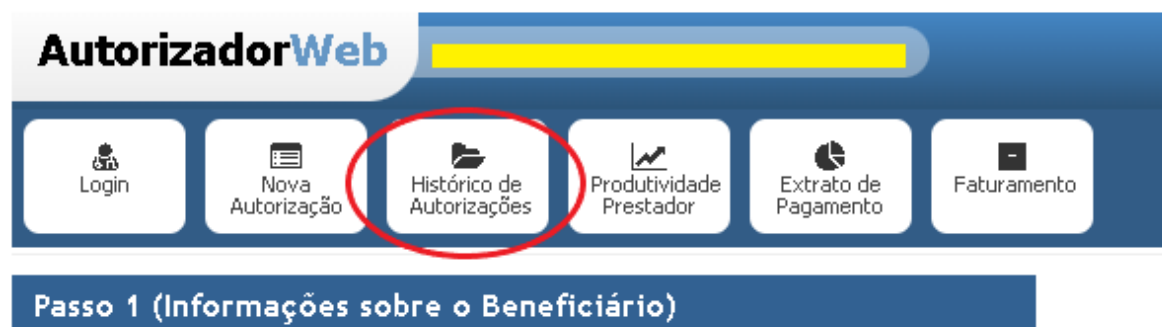 AutorizadorWeb
Login
Nova
Autorização
Histórico de
Autorizações
Produtividade
Prestador
Extrato de
Pagamento
Faturamento
Passo 1 (Informações sobre o Beneficiário)